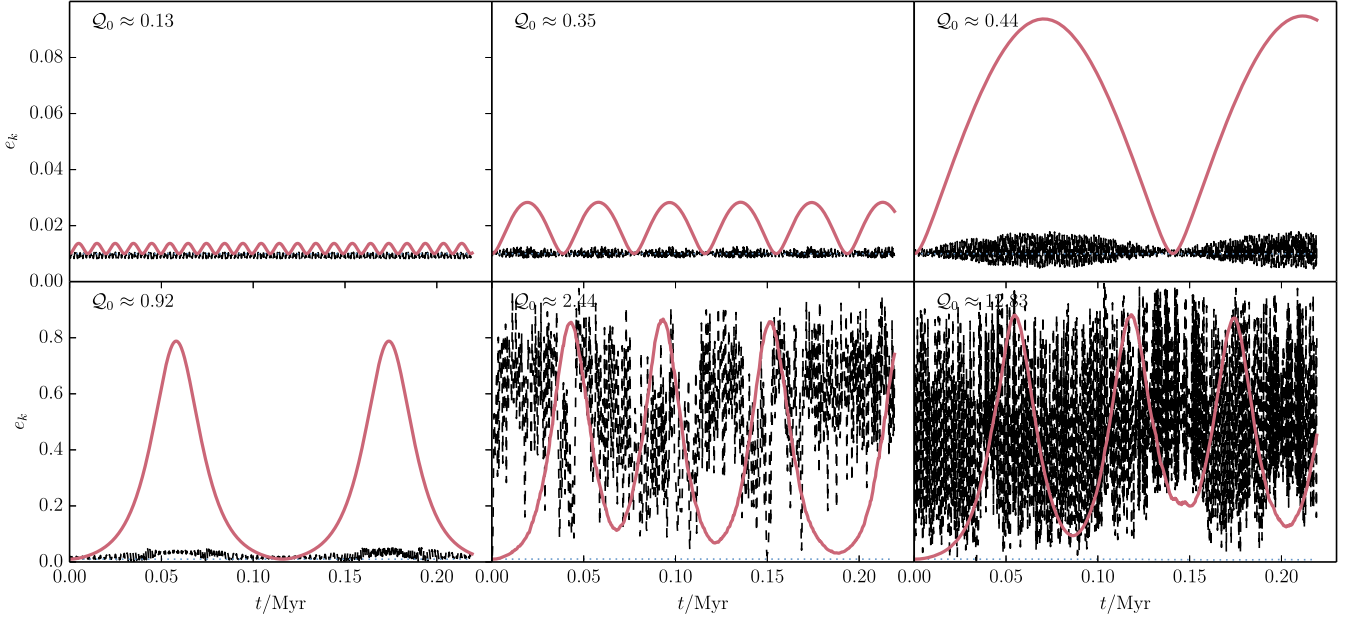 𝒬₀ ≈ 0.13
𝒬₀ ≈ 0.35
𝒬₀ ≈ 0.44
0.08
0.06
0.04
0.02
0.00
eₖ
𝒬₀ ≈ 0.92
𝒬₀ ≈ 2.44
𝒬₀ ≈ 12.83
0.8
0.6
0.4
0.2
0.0
eₖ
0.00 0.05 0.10 0.15 0.20 0.00 0.05 0.10 0.15 0.20 0.00 0.05 0.10 0.15 0.20
t/Myr t/Myr t/Myr